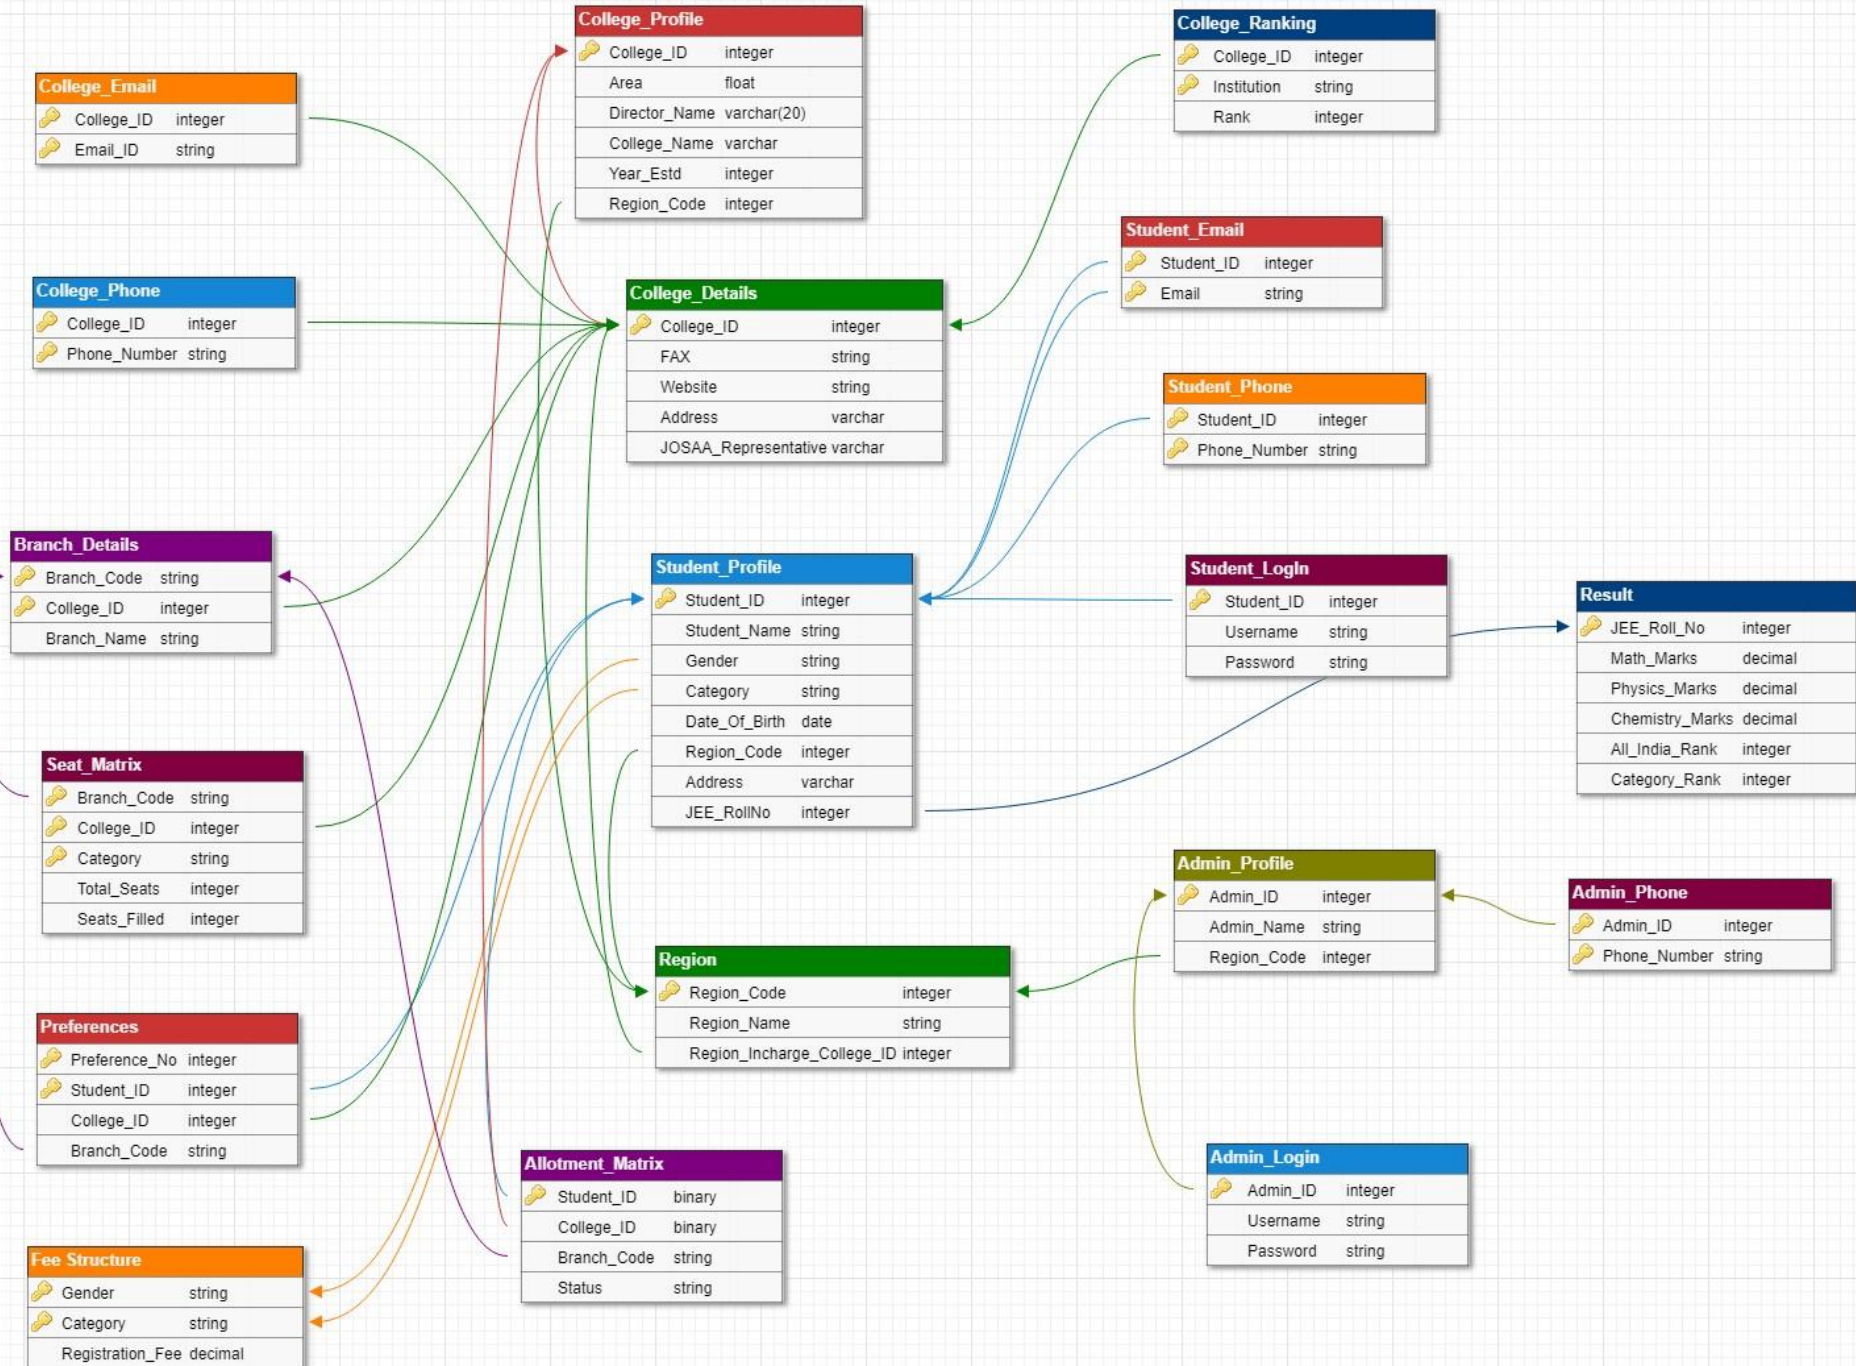 College_Profile
College_ID integer
Area float
Director_Name varchar(20)
College_Name varchar
Year_Estd integer
Region_Code integer
College_Ranking
College_ID integer
Institution string
Rank integer
College_Email
College_ID integer
Email_ID string
Student_Email
Student_ID integer
Email string
College_Phone
College_ID integer
Phone_Number string
College_Details
College_ID integer
FAX string
Website string
Address varchar
JOSAA_Representative varchar
Student_Phone
Student_ID integer
Phone_Number string
Branch_Details
Branch_Code string
College_ID integer
Branch_Name string
Student_Profile
Student_ID integer
Student_Name string
Gender string
Category string
Date_Of_Birth date
Region_Code integer
Address varchar
JEE_RollNo integer
Student_LogIn
Student_ID integer
Username string
Password string
Result
JEE_Roll_No integer
Math_Marks decimal
Physics_Marks decimal
Chemistry_Marks decimal
All_India_Rank integer
Category_Rank integer
Seat_Matrix
Branch_Code string
College_ID integer
Category string
Total_Seats integer
Seats_Filled integer
Admin_Profile
Admin_ID integer
Admin_Name string
Region_Code integer
Admin_Phone
Admin_ID integer
Phone_Number string
Region
Region_Code integer
Region_Name string
Region_Incharge_College_ID integer
Preferences
Preference_No integer
Student_ID integer
College_ID integer
Branch_Code string
Allotment_Matrix
Student_ID binary
College_ID binary
Branch_Code string
Status string
Admin_Login
Admin_ID integer
Username string
Password string
Fee Structure
Gender string
Category string
Registration_Fee decimal